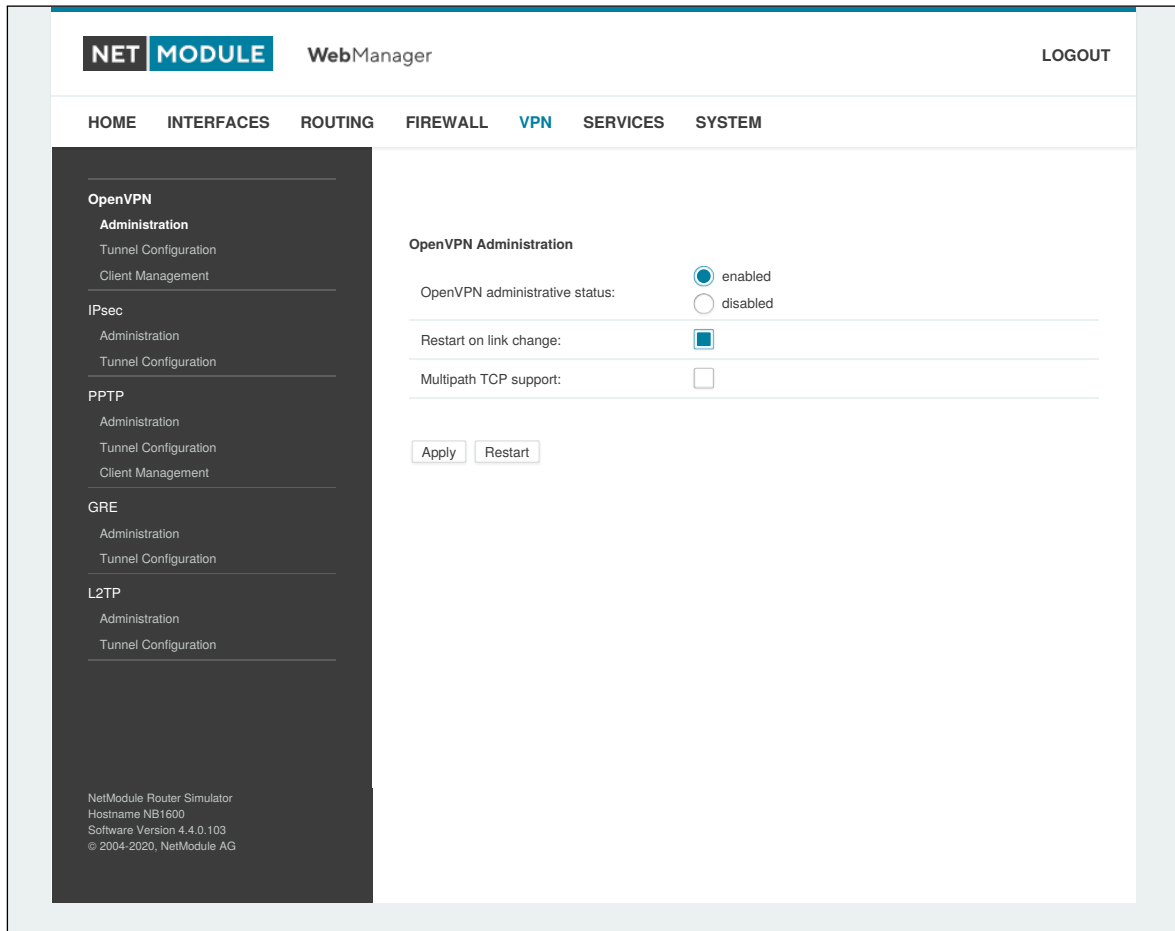 NET MODULE WebManager LOGOUT
HOME INTERFACES ROUTING FIREWALL VPN SERVICES SYSTEM
OpenVPN
Administration
Tunnel Configuration
Client Management
IPsec
Administration
Tunnel Configuration
PPTP
Administration
Tunnel Configuration
Client Management
GRE
Administration
Tunnel Configuration
L2TP
Administration
Tunnel Configuration
NetModule Router Simulator
Hostname NB1600
Software Version 4.4.0.103
© 2004-2020, NetModule AG
OpenVPN Administration
OpenVPN administrative status:
enabled
disabled
Restart on link change:
Multipath TCP support:
Apply Restart